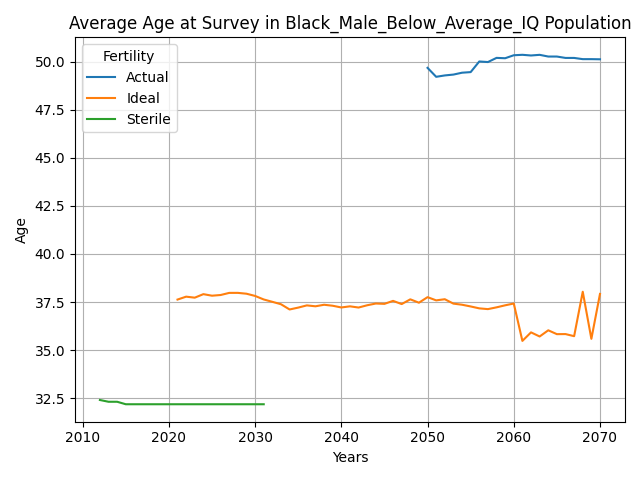 Average Age at Survey in Black_Male_Below_Average_IQ Population
Fertility
Actual
Ideal
Sterile
Age
50.0
47.5
45.0
42.5
40.0
37.5
35.0
32.5
2010 2020 2030 2040 2050 2060 2070
Years